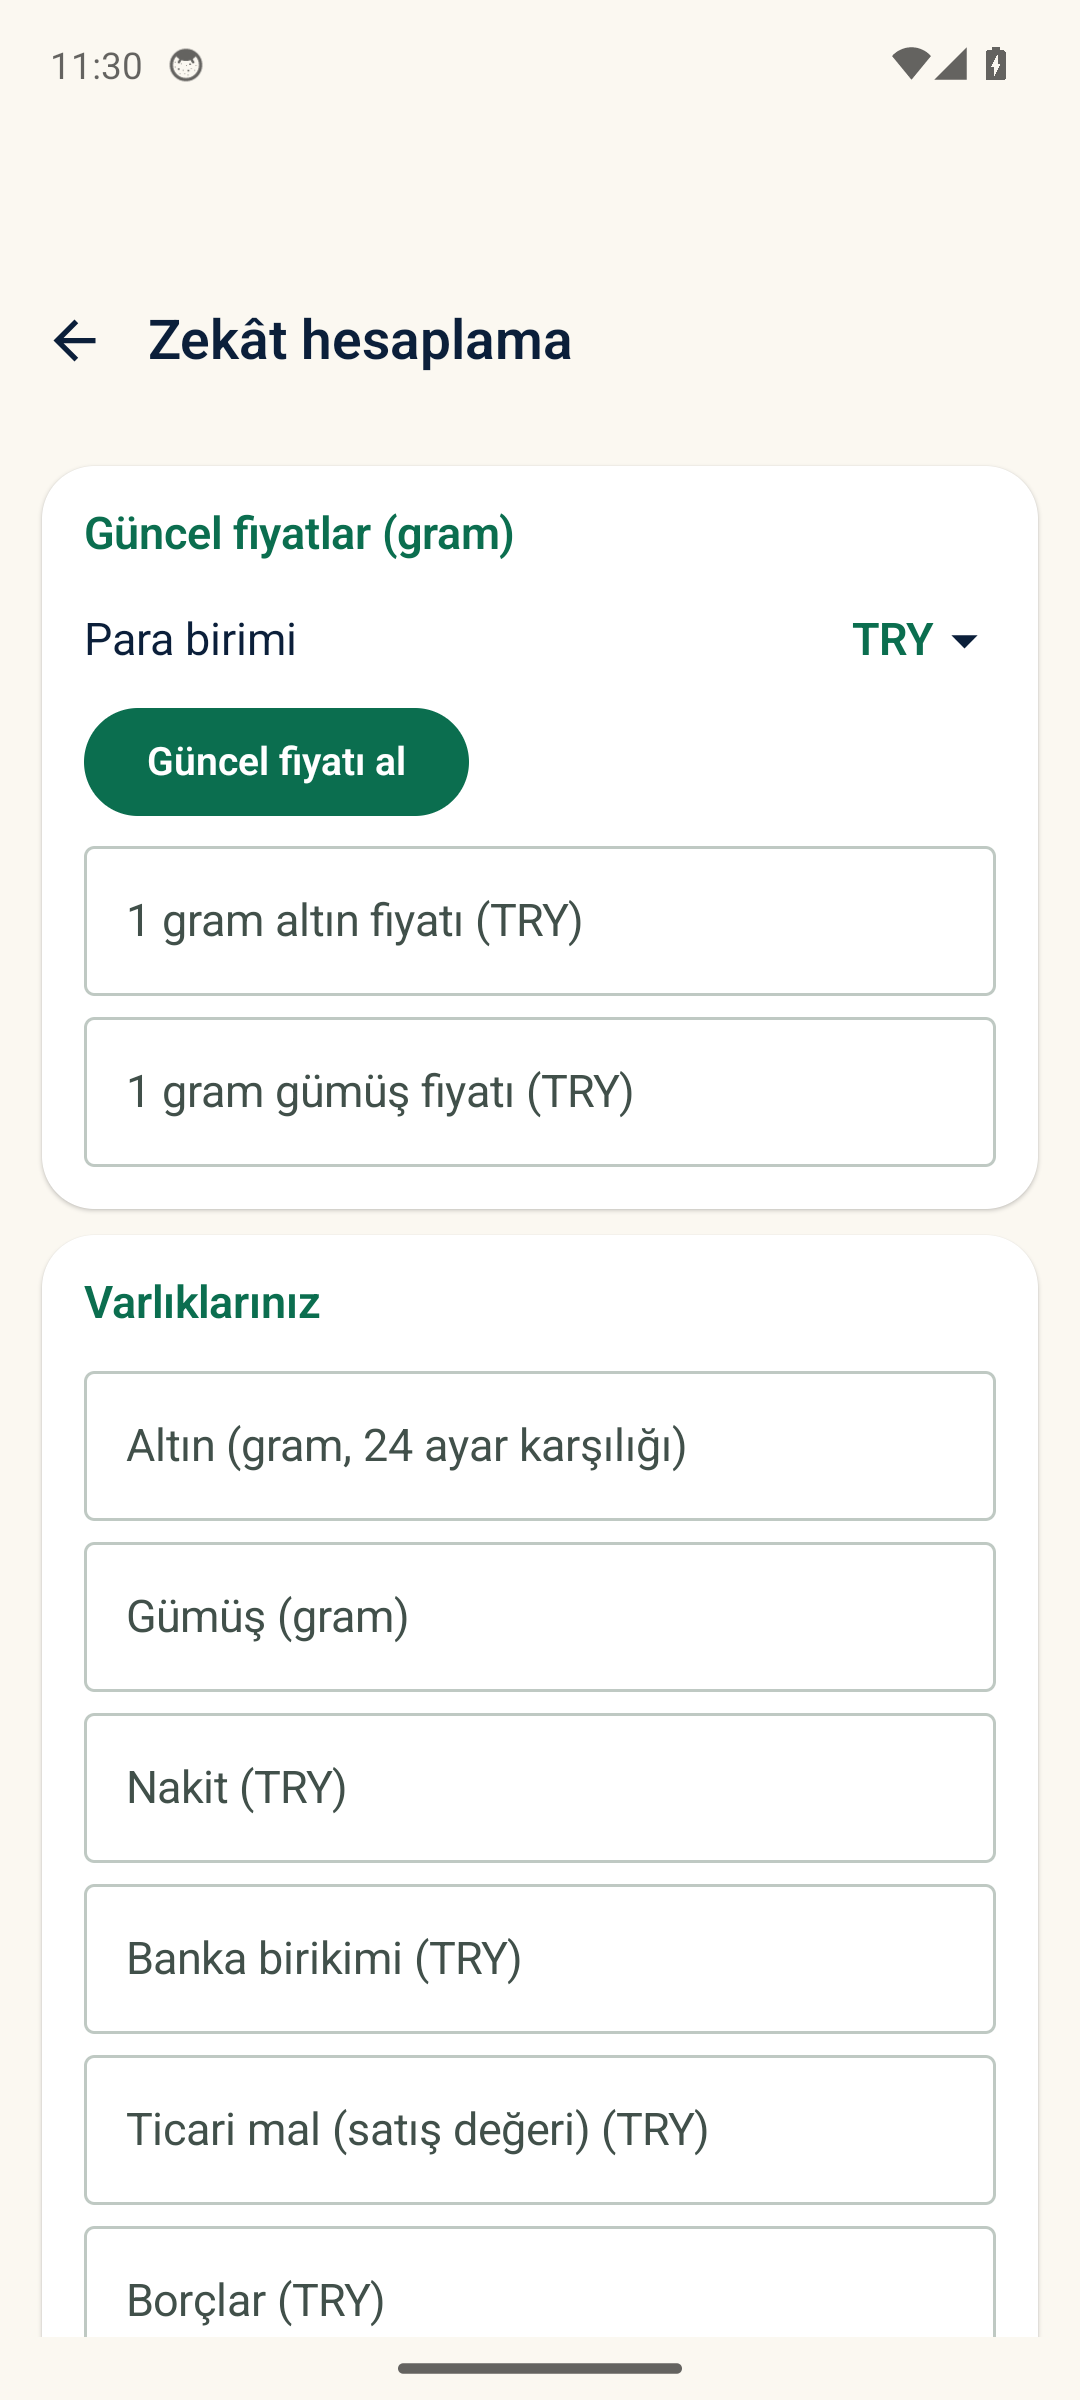 11:30
Zekât hesaplama
Güncel fiyatlar (gram)
Para birimi TRY
Güncel fiyatı al
1 gram altın fiyatı (TRY)
1 gram gümüş fiyatı (TRY)
Varlıklarınız
Altın (gram, 24 ayar karşılığı)
Gümüş (gram)
Nakit (TRY)
Banka birikimi (TRY)
Ticari mal (satış değeri) (TRY)
Borçlar (TRY)